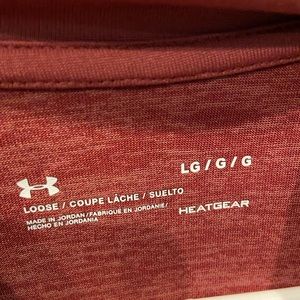 LG / G / G
LOOSE / COUPE LÂCHE / SUELTO
MADE IN JORDAN / FABRIQUÉ EN JORDANIE/
HECHO EN JORDANIA
HEATGEAR